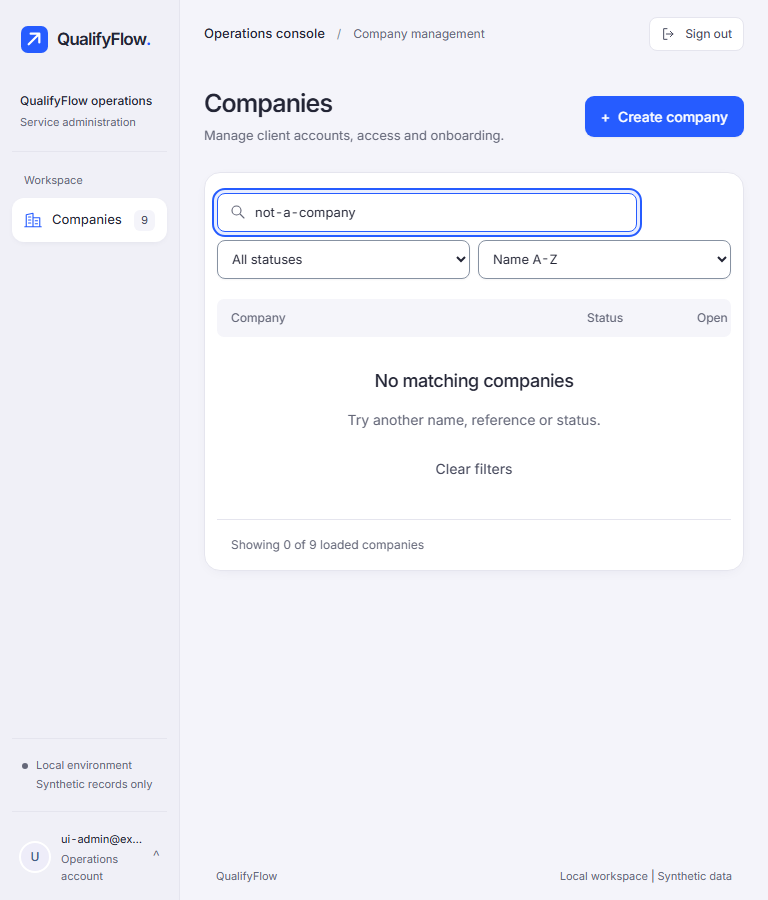 QualifyFlow.
QualifyFlow operations
Service administration
Workspace
Companies 9
Local environment
Synthetic records only
U
ui-admin@ex...
Operations
account
^
Operations console / Company management
Sign out
Companies
Manage client accounts, access and onboarding.
+ Create company
not-a-company
All statuses
Name A-Z
Company Status Open
No matching companies
Try another name, reference or status.
Clear filters
Showing 0 of 9 loaded companies
QualifyFlow
Local workspace | Synthetic data